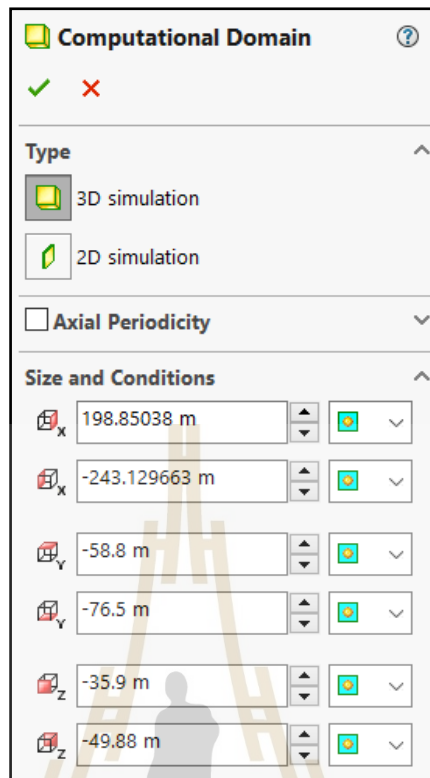 Computational Domain
Type
3D simulation
2D simulation
Axial Periodicity
Size and Conditions
X 198.85038 m
X -243.129663 m
Y -58.8 m
Y -76.5 m
Z -35.9 m
Z -49.88 m